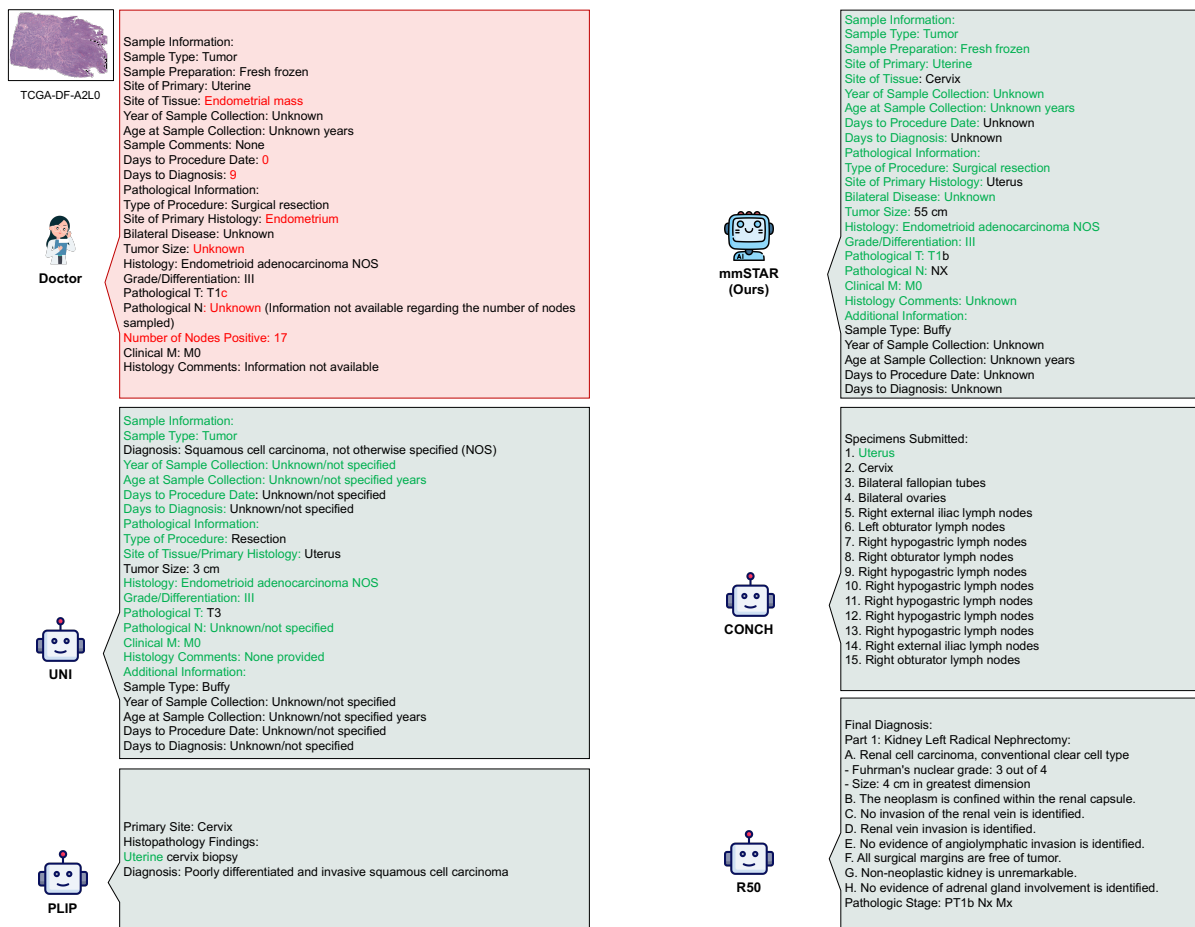 TCGA-DF-A2L0
Doctor
Sample Information:
Sample Type: Tumor
Sample Preparation: Fresh frozen
Site of Primary: Uterine
Site of Tissue: Endometrial mass
Year of Sample Collection: Unknown
Age at Sample Collection: Unknown years
Sample Comments: None
Days to Procedure Date: 0
Days to Diagnosis: 9
Pathological Information:
Type of Procedure: Surgical resection
Site of Primary Histology: Endometrium
Bilateral Disease: Unknown
Tumor Size: Unknown
Histology: Endometrioid adenocarcinoma NOS
Grade/Differentiation: III
Pathological T: T1c
Pathological N: Unknown (Information not available regarding the number of nodes
sampled)
Number of Nodes Positive: 17
Clinical M: M0
Histology Comments: Information not available
AI
mmSTAR
(Ours)
Sample Information:
Sample Type: Tumor
Sample Preparation: Fresh frozen
Site of Primary: Uterine
Site of Tissue: Cervix
Year of Sample Collection: Unknown
Age at Sample Collection: Unknown years
Days to Procedure Date: Unknown
Days to Diagnosis: Unknown
Pathological Information:
Type of Procedure: Surgical resection
Site of Primary Histology: Uterus
Bilateral Disease: Unknown
Tumor Size: 55 cm
Histology: Endometrioid adenocarcinoma NOS
Grade/Differentiation: III
Pathological T: T1b
Pathological N: NX
Clinical M: M0
Histology Comments: Unknown
Additional Information:
Sample Type: Buffy
Year of Sample Collection: Unknown
Age at Sample Collection: Unknown years
Days to Procedure Date: Unknown
Days to Diagnosis: Unknown
UNI
Sample Information:
Sample Type: Tumor
Diagnosis: Squamous cell carcinoma, not otherwise specified (NOS)
Year of Sample Collection: Unknown/not specified
Age at Sample Collection: Unknown/not specified years
Days to Procedure Date: Unknown/not specified
Days to Diagnosis: Unknown/not specified
Pathological Information:
Type of Procedure: Resection
Site of Tissue/Primary Histology: Uterus
Tumor Size: 3 cm
Histology: Endometrioid adenocarcinoma NOS
Grade/Differentiation: III
Pathological T: T3
Pathological N: Unknown/not specified
Clinical M: M0
Histology Comments: None provided
Additional Information:
Sample Type: Buffy
Year of Sample Collection: Unknown/not specified
Age at Sample Collection: Unknown/not specified years
Days to Procedure Date: Unknown/not specified
Days to Diagnosis: Unknown/not specified
CONCH
Specimens Submitted:
1. Uterus
2. Cervix
3. Bilateral fallopian tubes
4. Bilateral ovaries
5. Right external iliac lymph nodes
6. Left obturator lymph nodes
7. Right hypogastric lymph nodes
8. Right obturator lymph nodes
9. Right hypogastric lymph nodes
10. Right hypogastric lymph nodes
11. Right hypogastric lymph nodes
12. Right hypogastric lymph nodes
13. Right hypogastric lymph nodes
14. Right external iliac lymph nodes
15. Right obturator lymph nodes
PLIP
Primary Site: Cervix
Histopathology Findings:
Uterine cervix biopsy
Diagnosis: Poorly differentiated and invasive squamous cell carcinoma
R50
Final Diagnosis:
Part 1: Kidney Left Radical Nephrectomy:
A. Renal cell carcinoma, conventional clear cell type
- Fuhrman's nuclear grade: 3 out of 4
- Size: 4 cm in greatest dimension
B. The neoplasm is confined within the renal capsule.
C. No invasion of the renal vein is identified.
D. Renal vein invasion is identified.
E. No evidence of angiolymphatic invasion is identified.
F. All surgical margins are free of tumor.
G. Non-neoplastic kidney is unremarkable.
H. No evidence of adrenal gland involvement is identified.
Pathologic Stage: PT1b Nx Mx